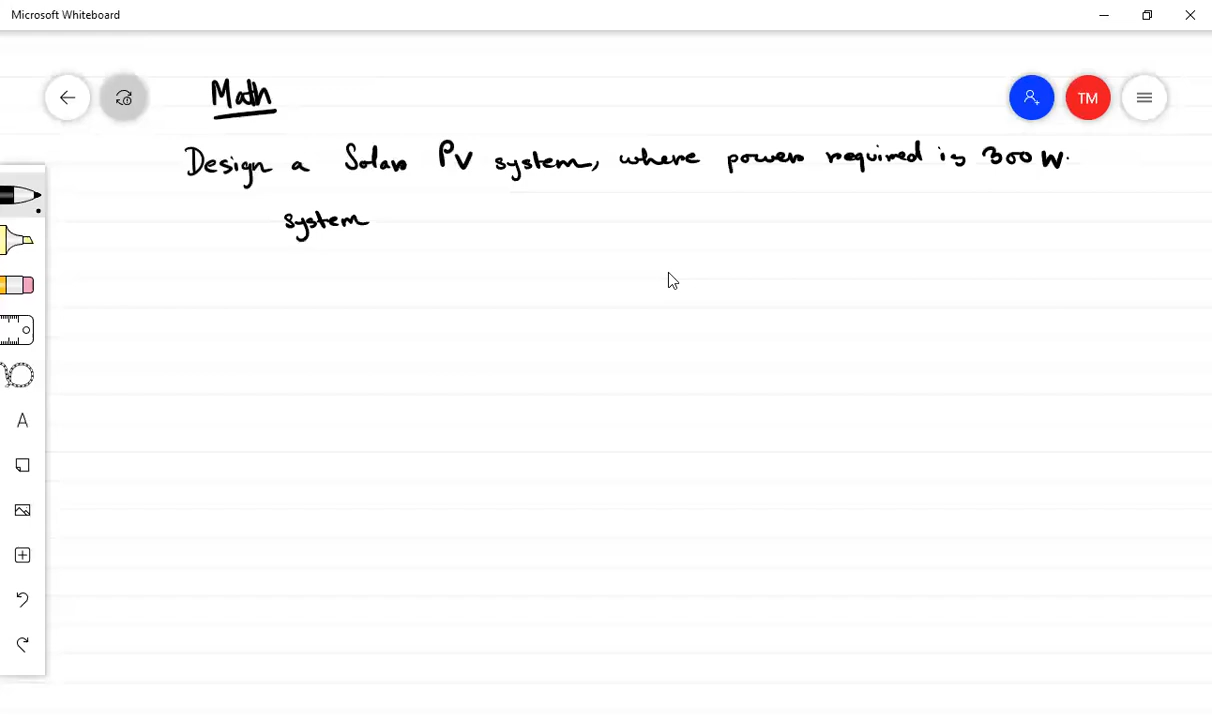 Microsoft Whiteboard
Math
TM
Design a Solar PV system, where power required is 300 W.
system
A